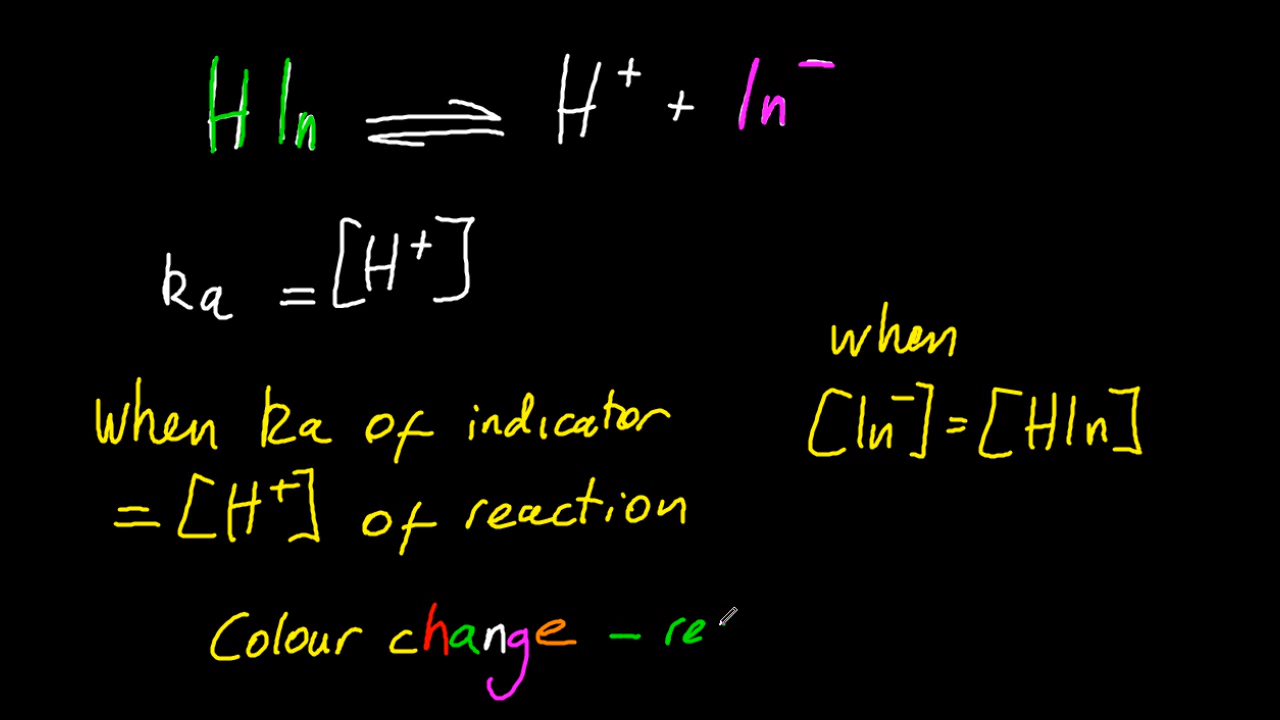 HIn ⇌ H⁺ + In⁻
ka = [H⁺]
when ka of indicator
= [H⁺] of reaction
when
[In⁻] = [HIn]
Colour change – re